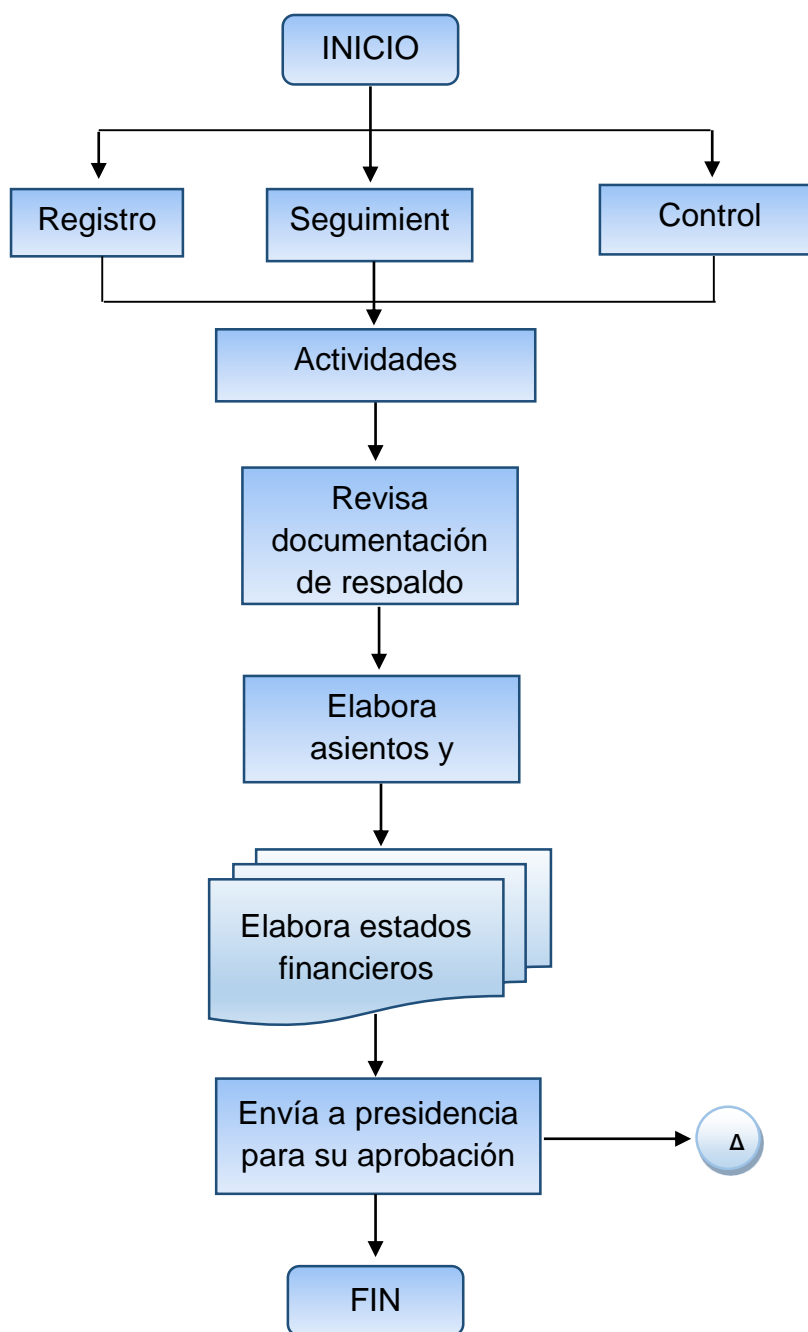 INICIO
Registro
Seguimient
Control
Actividades
Revisa
documentación
de respaldo
Elabora
asientos y
Elabora estados
financieros
Envía a presidencia
para su aprobación
FIN